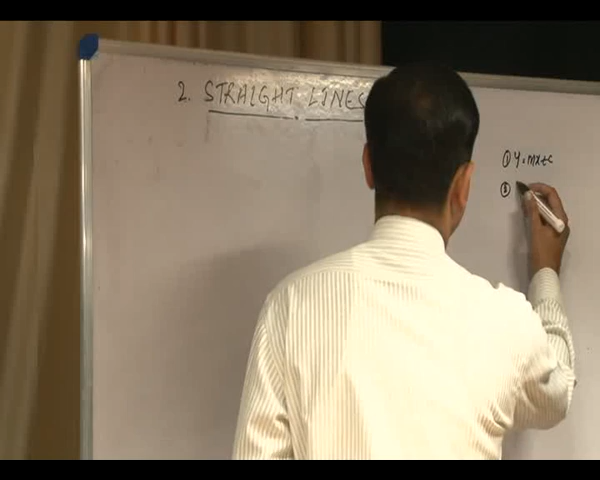 2. STRAIGHT LINES
① y=mx+c
②